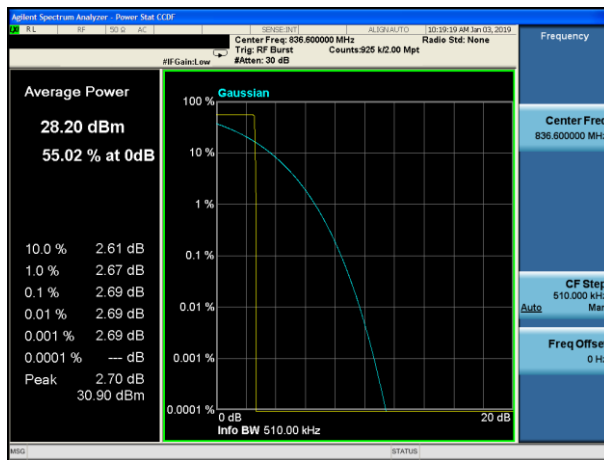 Agilent Spectrum Analyzer - Power Stat CCDF
RL RF 50 Ω AC SENSE:INT ALIGNAUTO 10:19:19 AM Jan 03, 2019
Center Freq: 836.600000 MHz Radio Std: None
Trig: RF Burst Counts:925 k/2.00 Mpt
#IFGain:Low #Atten: 30 dB
Frequency
Average Power
28.20 dBm
55.02 % at 0dB
10.0 % 2.61 dB
1.0 % 2.67 dB
0.1 % 2.69 dB
0.01 % 2.69 dB
0.001 % 2.69 dB
0.0001 % --- dB
Peak 2.70 dB
30.90 dBm
Gaussian
100 %
10 %
1 %
0.1 %
0.01 %
0.001 %
0.0001 %
0 dB 20 dB
Info BW 510.00 kHz
Center Freq
836.600000 MHz
CF Step
510.000 kHz
Auto Man
Freq Offset
0 Hz
MSG STATUS